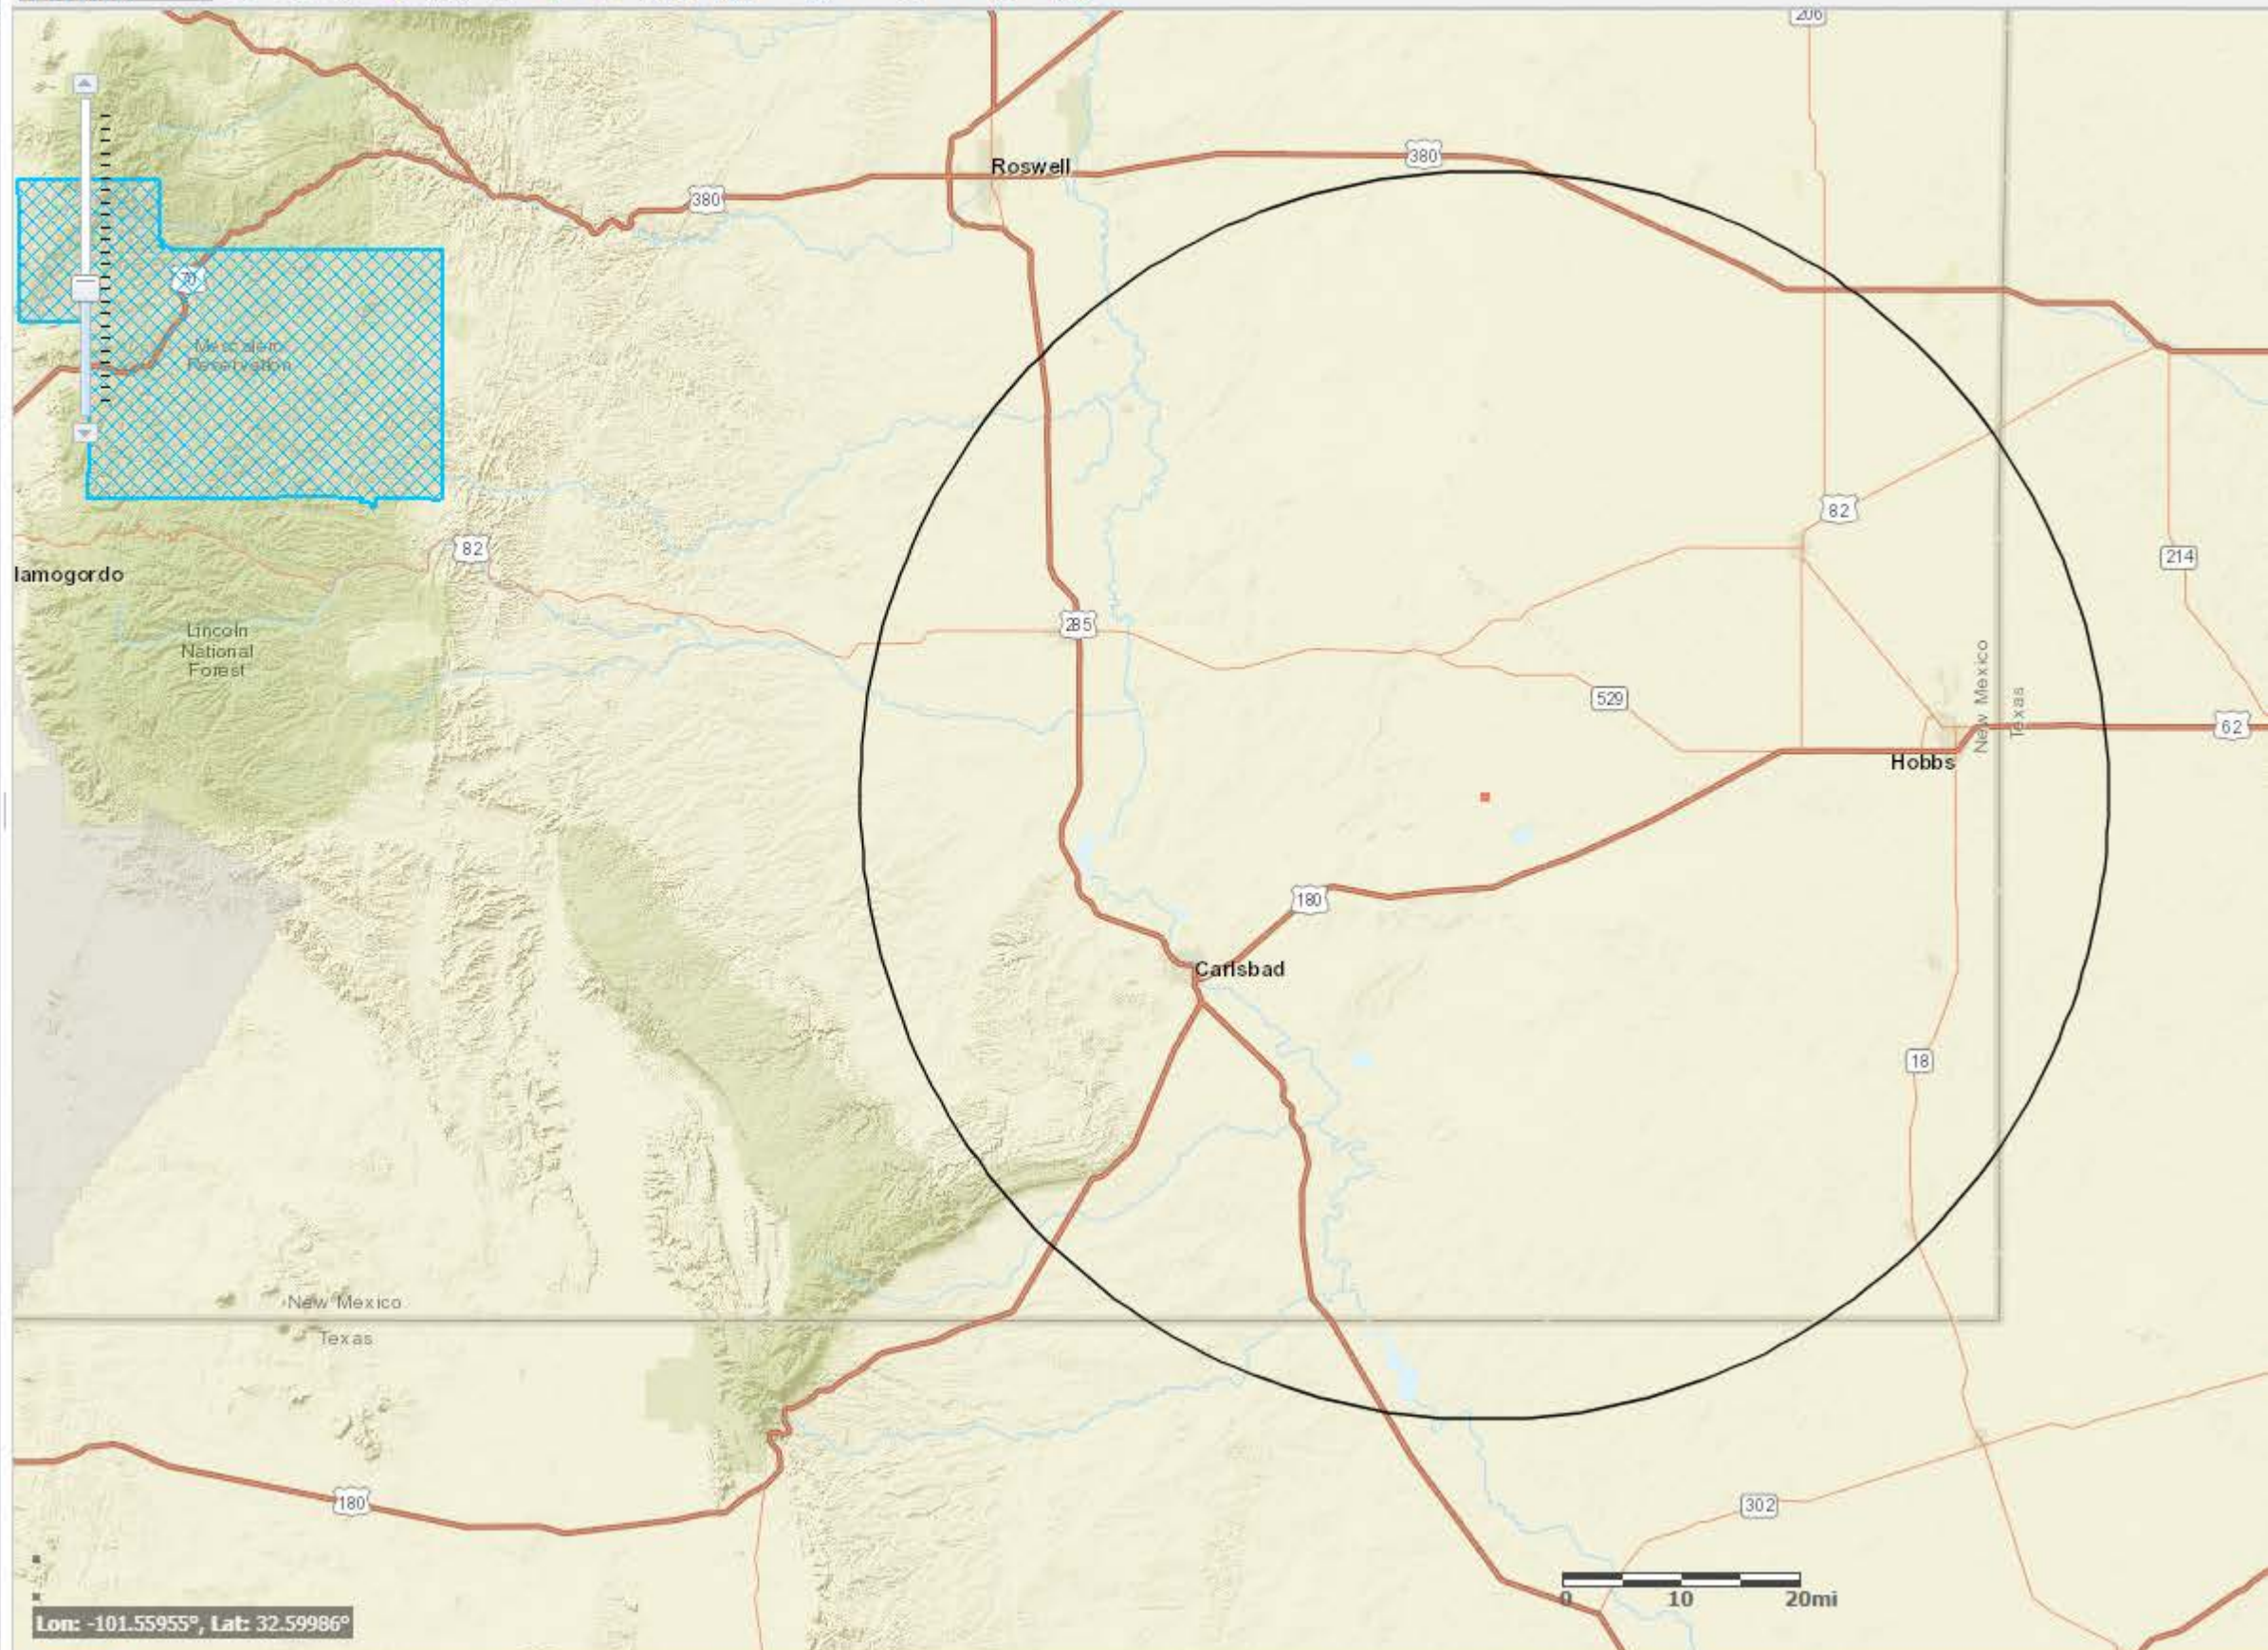 206
Roswell
380
380
70
Mescalero
Reservation
82
82
lamogordo
214
Lincoln
National
Forest
285
529
New Mexico
Texas
62
Hobbs
180
Carlsbad
18
New Mexico
Texas
180
302
0 10 20mi
Lon: -101.55955°, Lat: 32.59986°